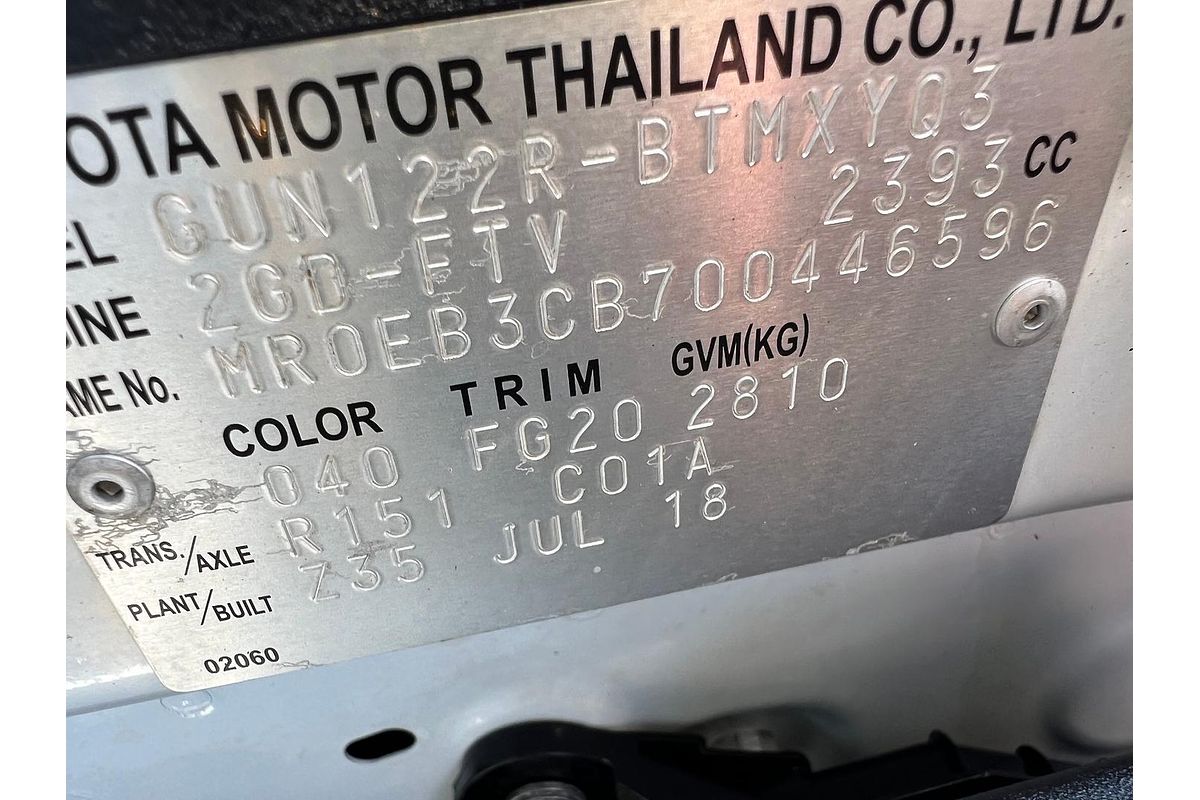 OTA MOTOR THAILAND CO., LTD.
EL GUN122R-BTMXYQ3
INE 2GD-FTV 2393 CC
AME No. MR0EB3CB700446596
COLOR TRIM GVM(KG)
040 FG20 2810
TRANS./AXLE R151 C01A
PLANT/BUILT Z35 JUL 18
02060